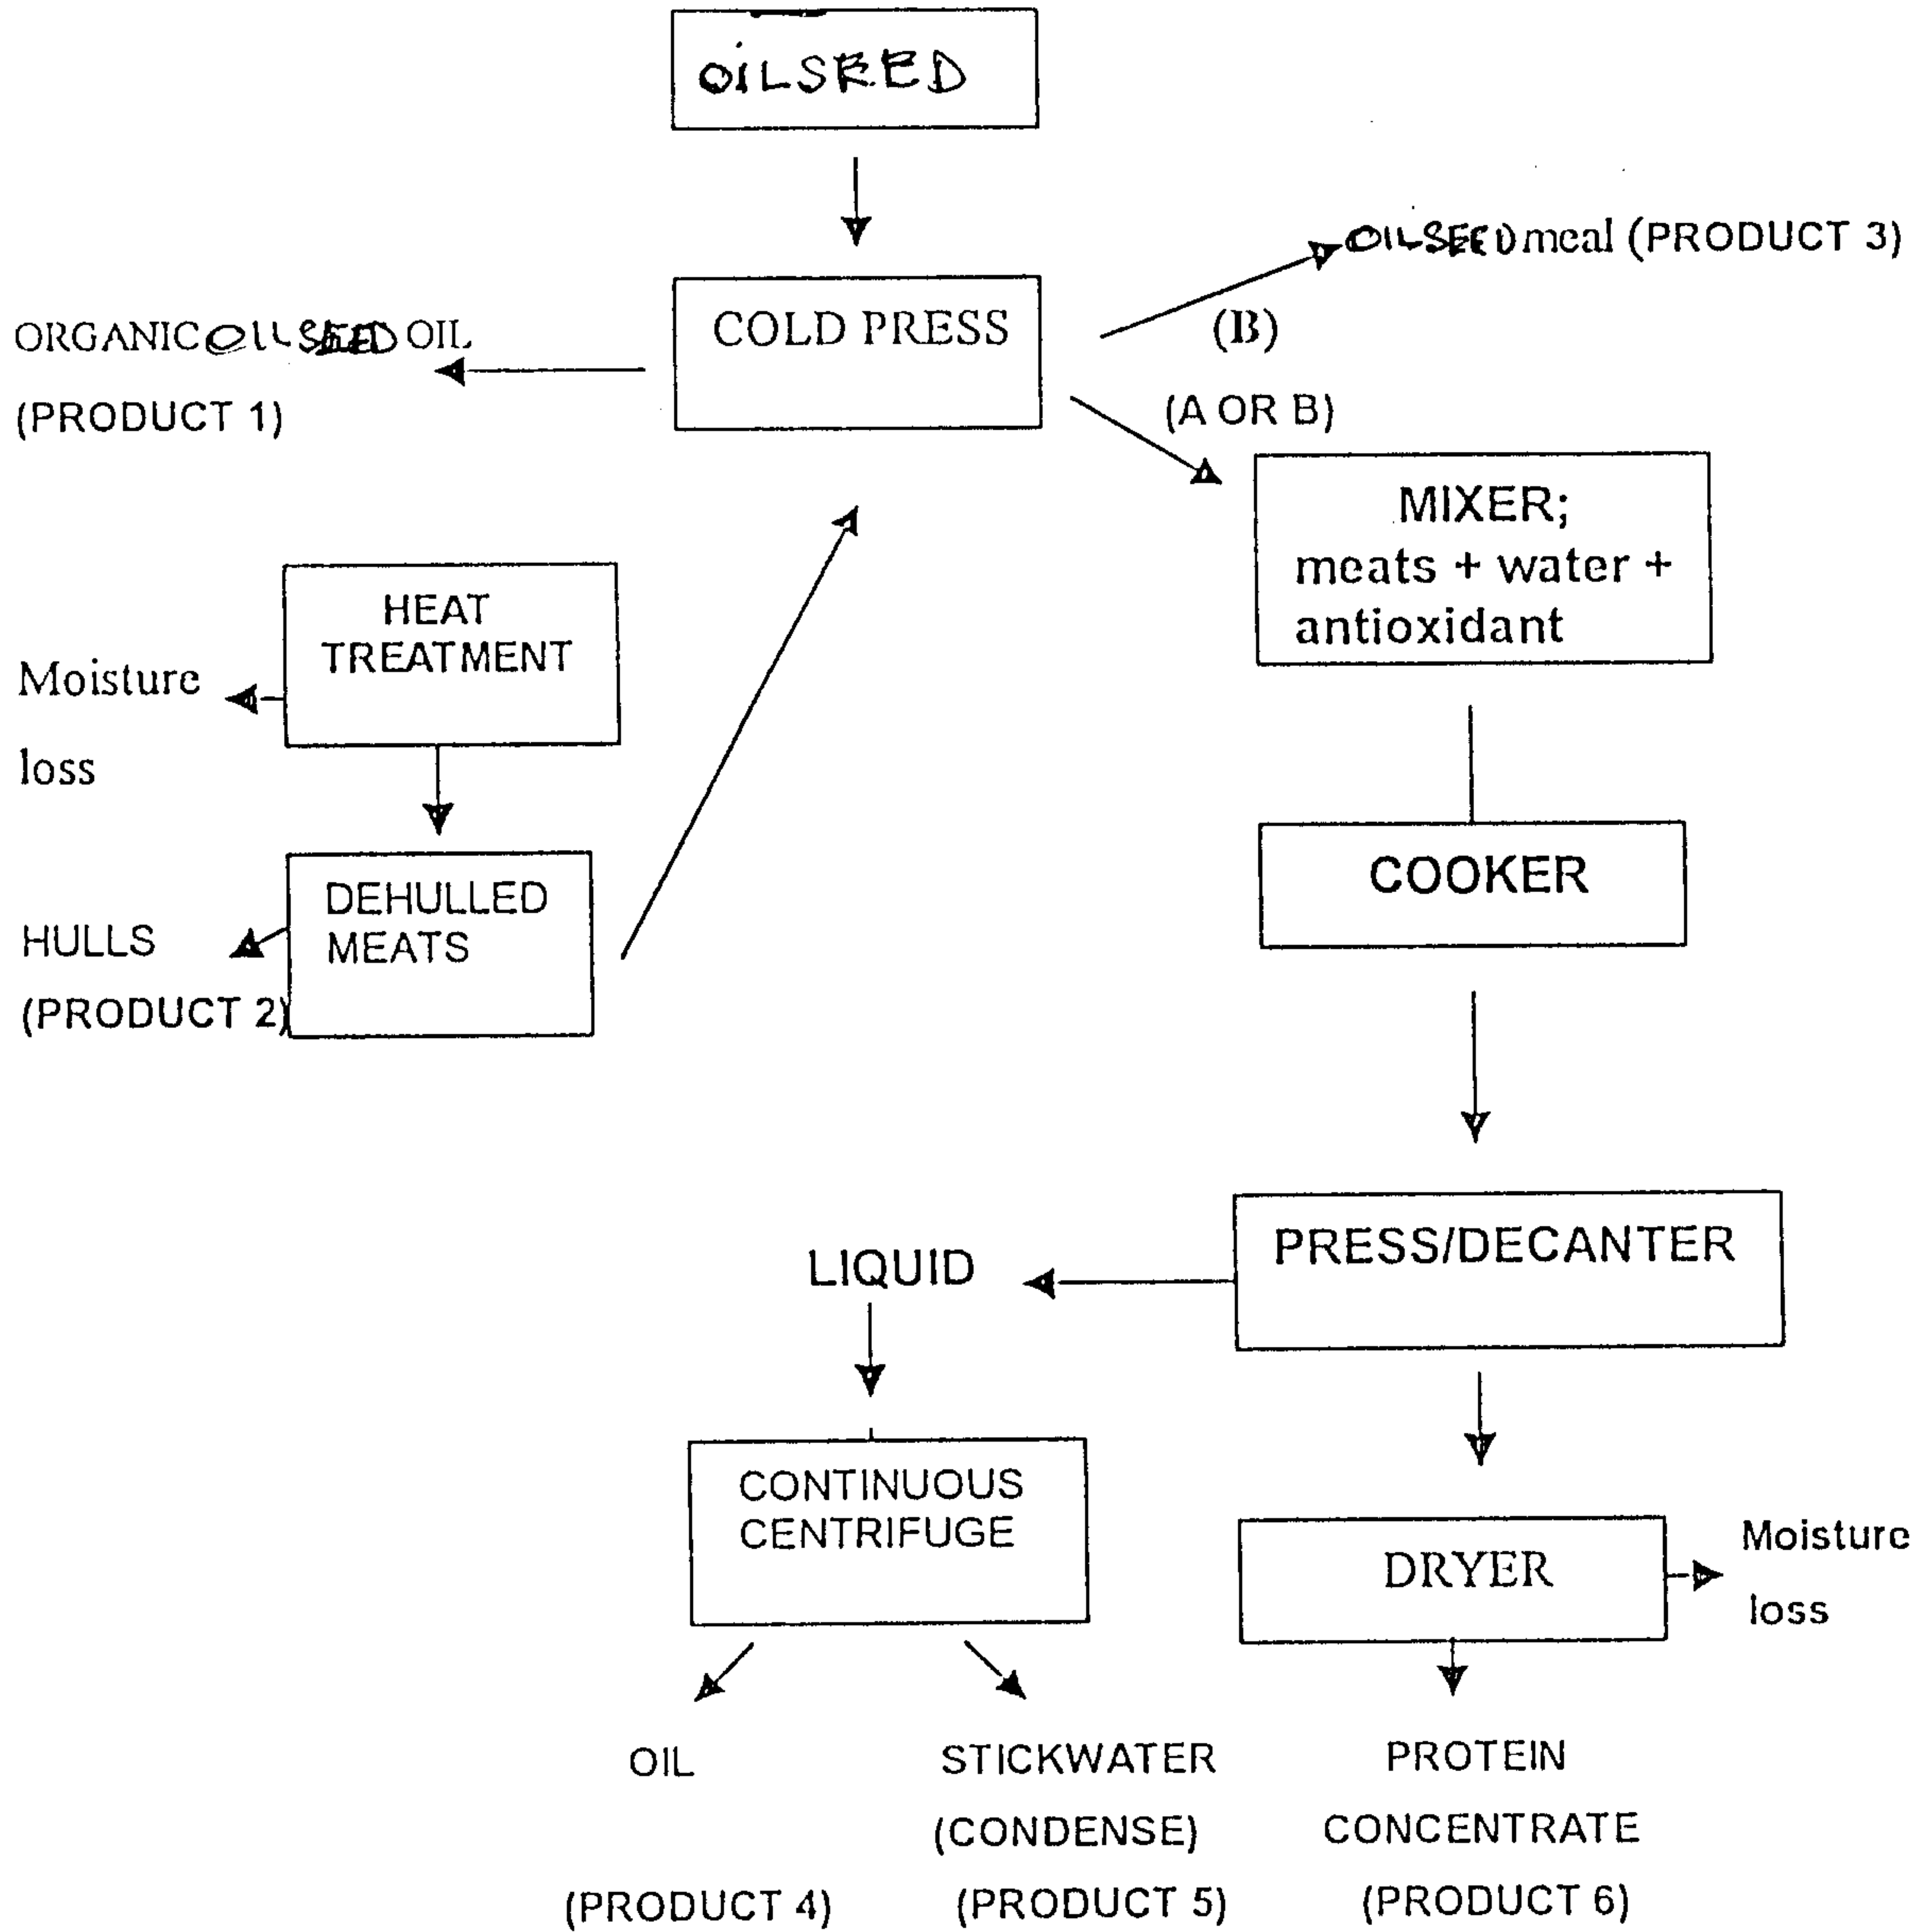 OiLSEED
OILSEED meal (PRODUCT 3)
ORGANIC OILSEED OIL
(PRODUCT 1)
COLD PRESS
(B)
(A OR B)
MIXER;
meats + water +
antioxidant
HEAT
TREATMENT
Moisture
loss
DEHULLED
MEATS
HULLS
(PRODUCT 2)
COOKER
PRESS/DECANTER
LIQUID
CONTINUOUS
CENTRIFUGE
DRYER
Moisture
loss
OIL
(PRODUCT 4)
STICKWATER
(CONDENSE)
(PRODUCT 5)
PROTEIN
CONCENTRATE
(PRODUCT 6)